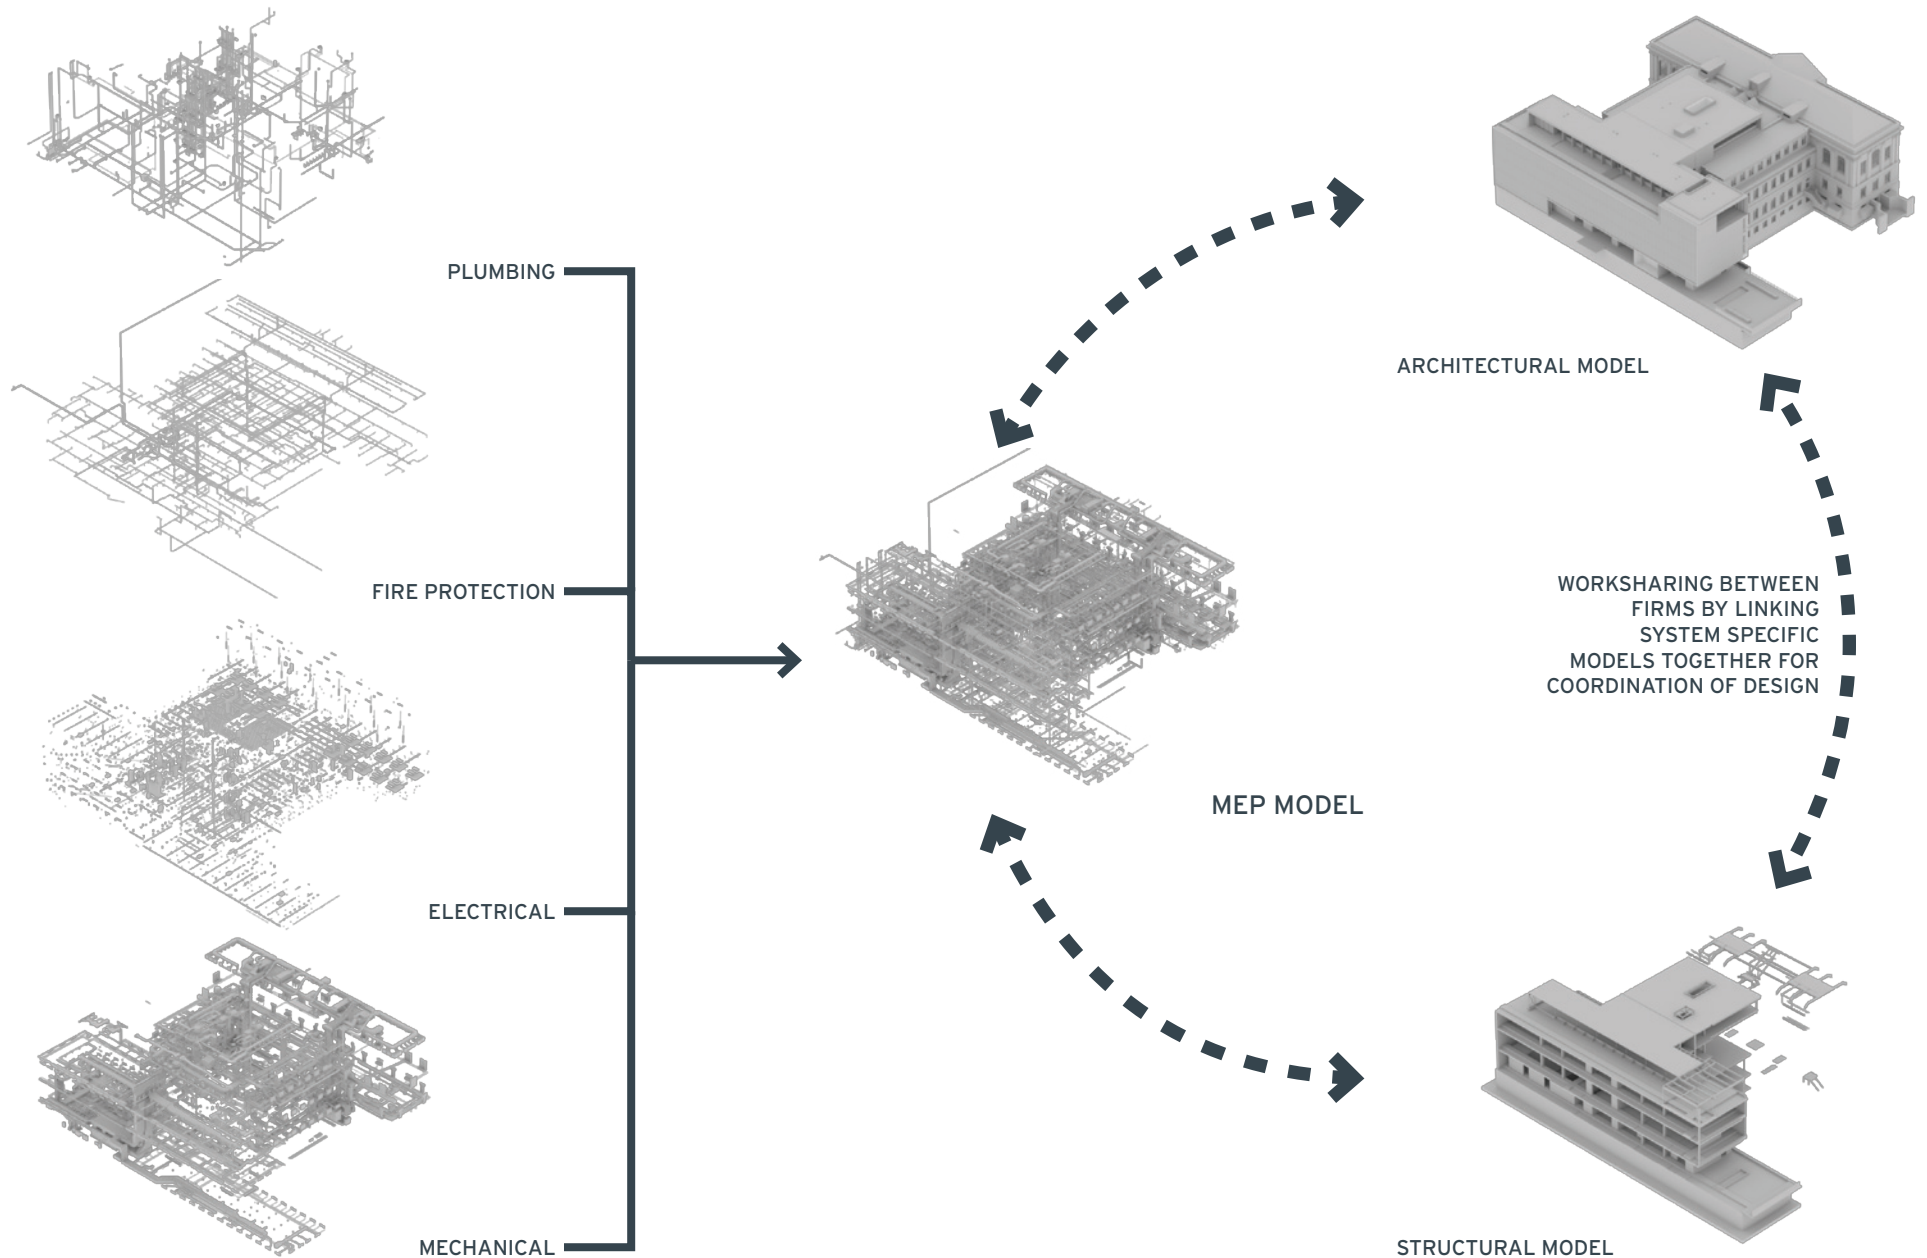 PLUMBING
FIRE PROTECTION
ELECTRICAL
MECHANICAL
MEP MODEL
ARCHITECTURAL MODEL
WORKSHARING BETWEEN
FIRMS BY LINKING
SYSTEM SPECIFIC
MODELS TOGETHER FOR
COORDINATION OF DESIGN
STRUCTURAL MODEL